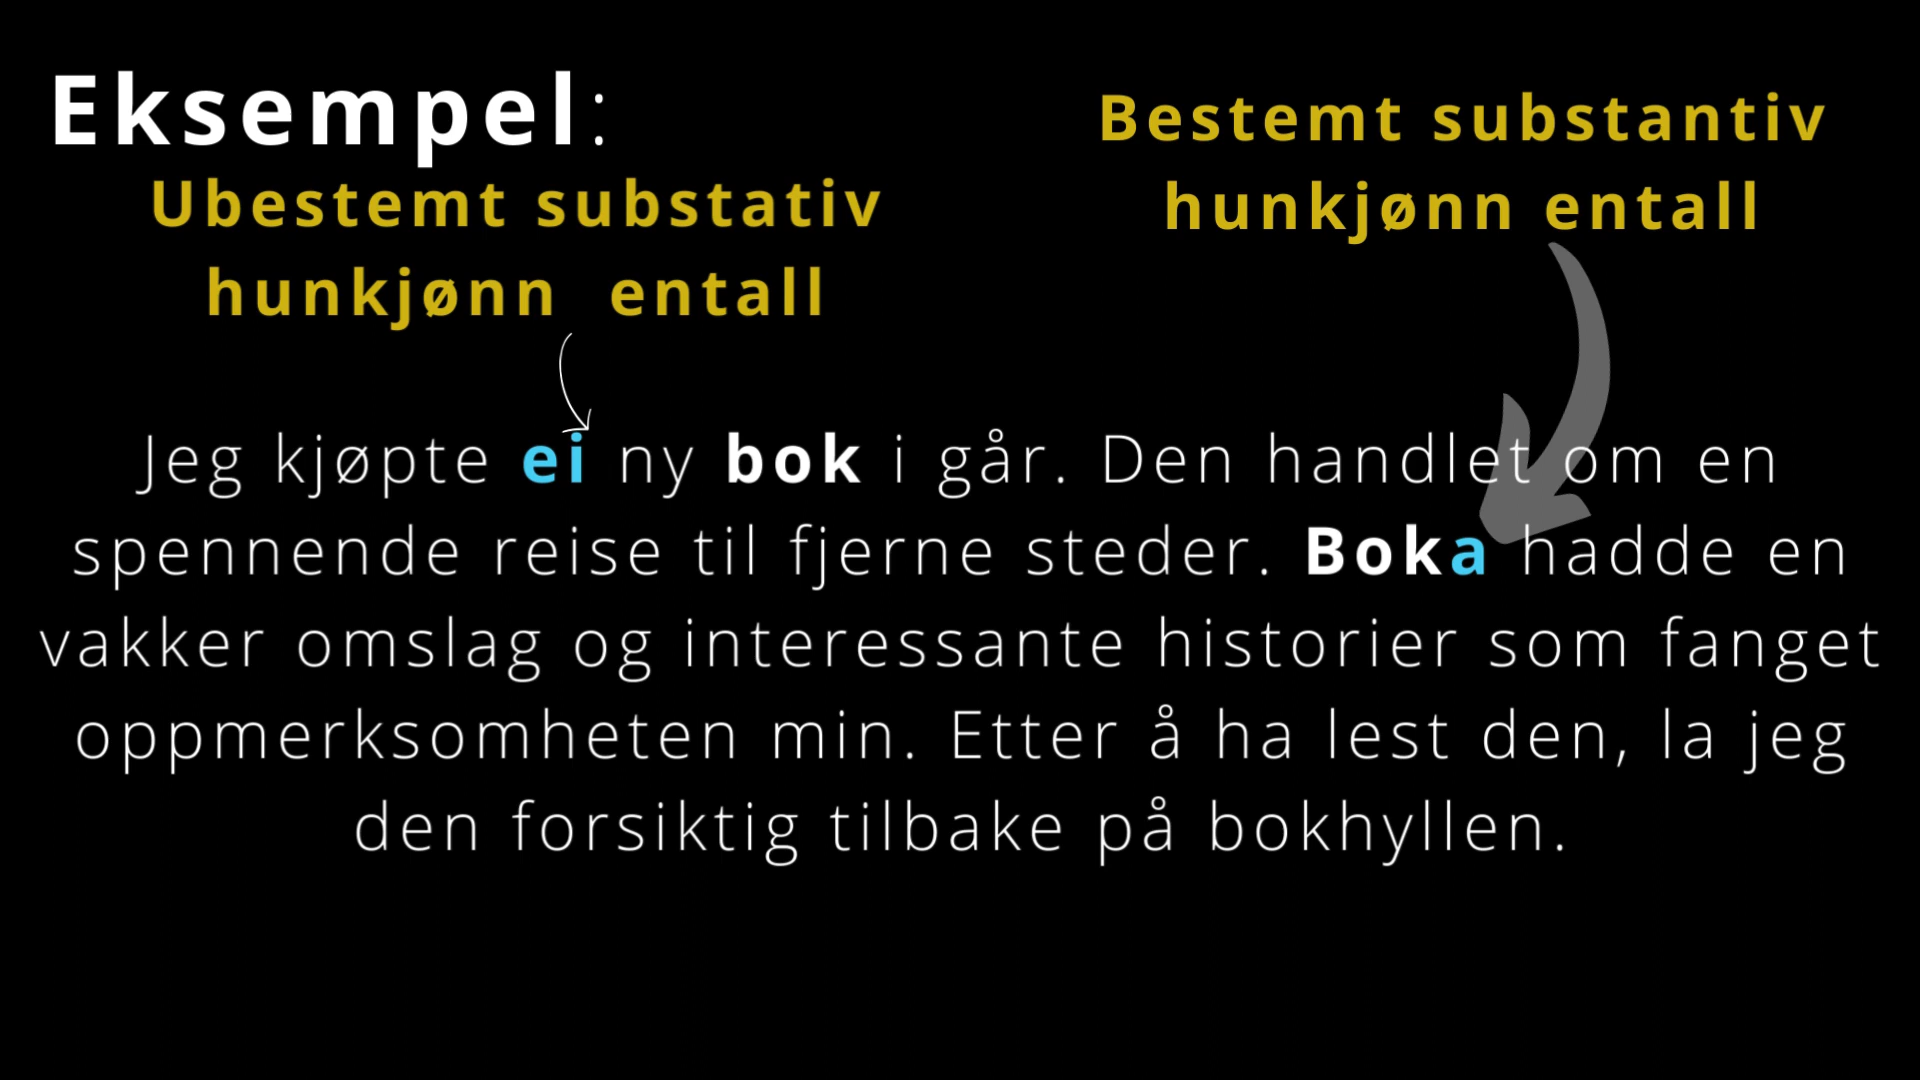 Eksempel:
Ubestemt substativ
hunkjønn entall
Bestemt substantiv
hunkjønn entall
Jeg kjøpte ei ny bok i går. Den handlet om en
spennende reise til fjerne steder. Boka hadde en
vakker omslag og interessante historier som fanget
oppmerksomheten min. Etter å ha lest den, la jeg
den forsiktig tilbake på bokhyllen.